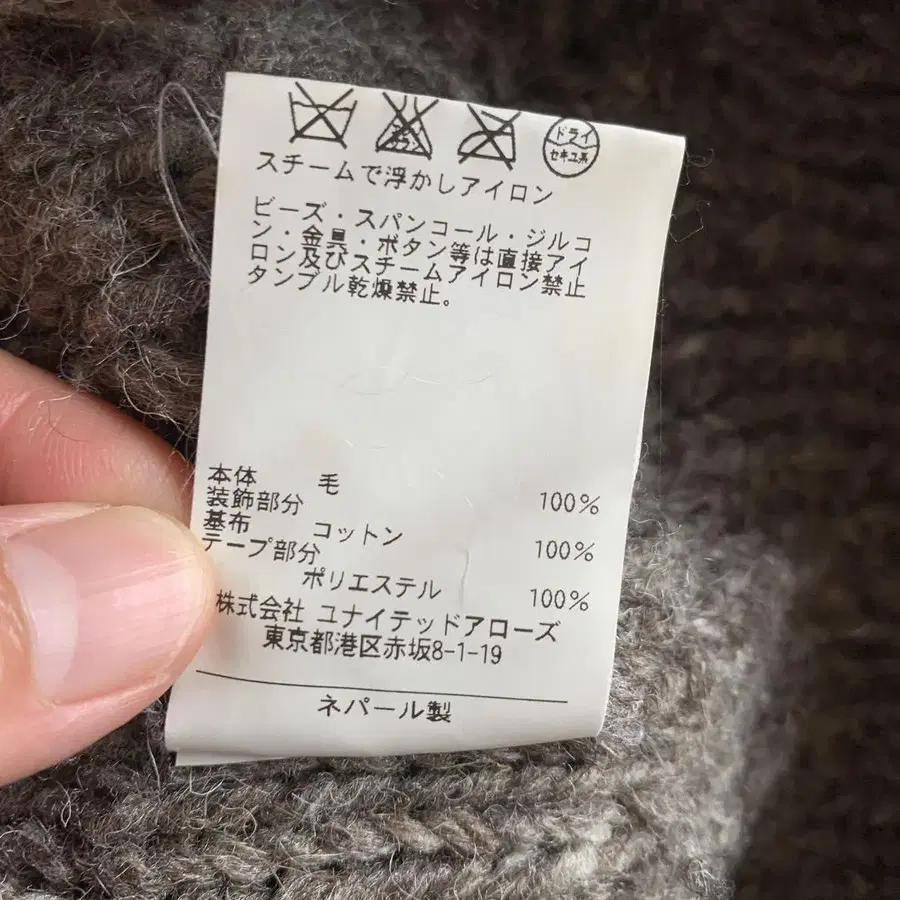 ドライ
セキユ系
スチームで浮かしアイロン
ビーズ・スパンコール・ジルコ
ン・金具・ボタン等は直接アイ
ロン及びスチームアイロン禁止
タンブル乾燥禁止。
本体 毛 100%
装飾部分
基布 コットン 100%
テープ部分
ポリエステル 100%
株式会社 ユナイテッドアローズ
東京都港区赤坂8-1-19
ネパール製